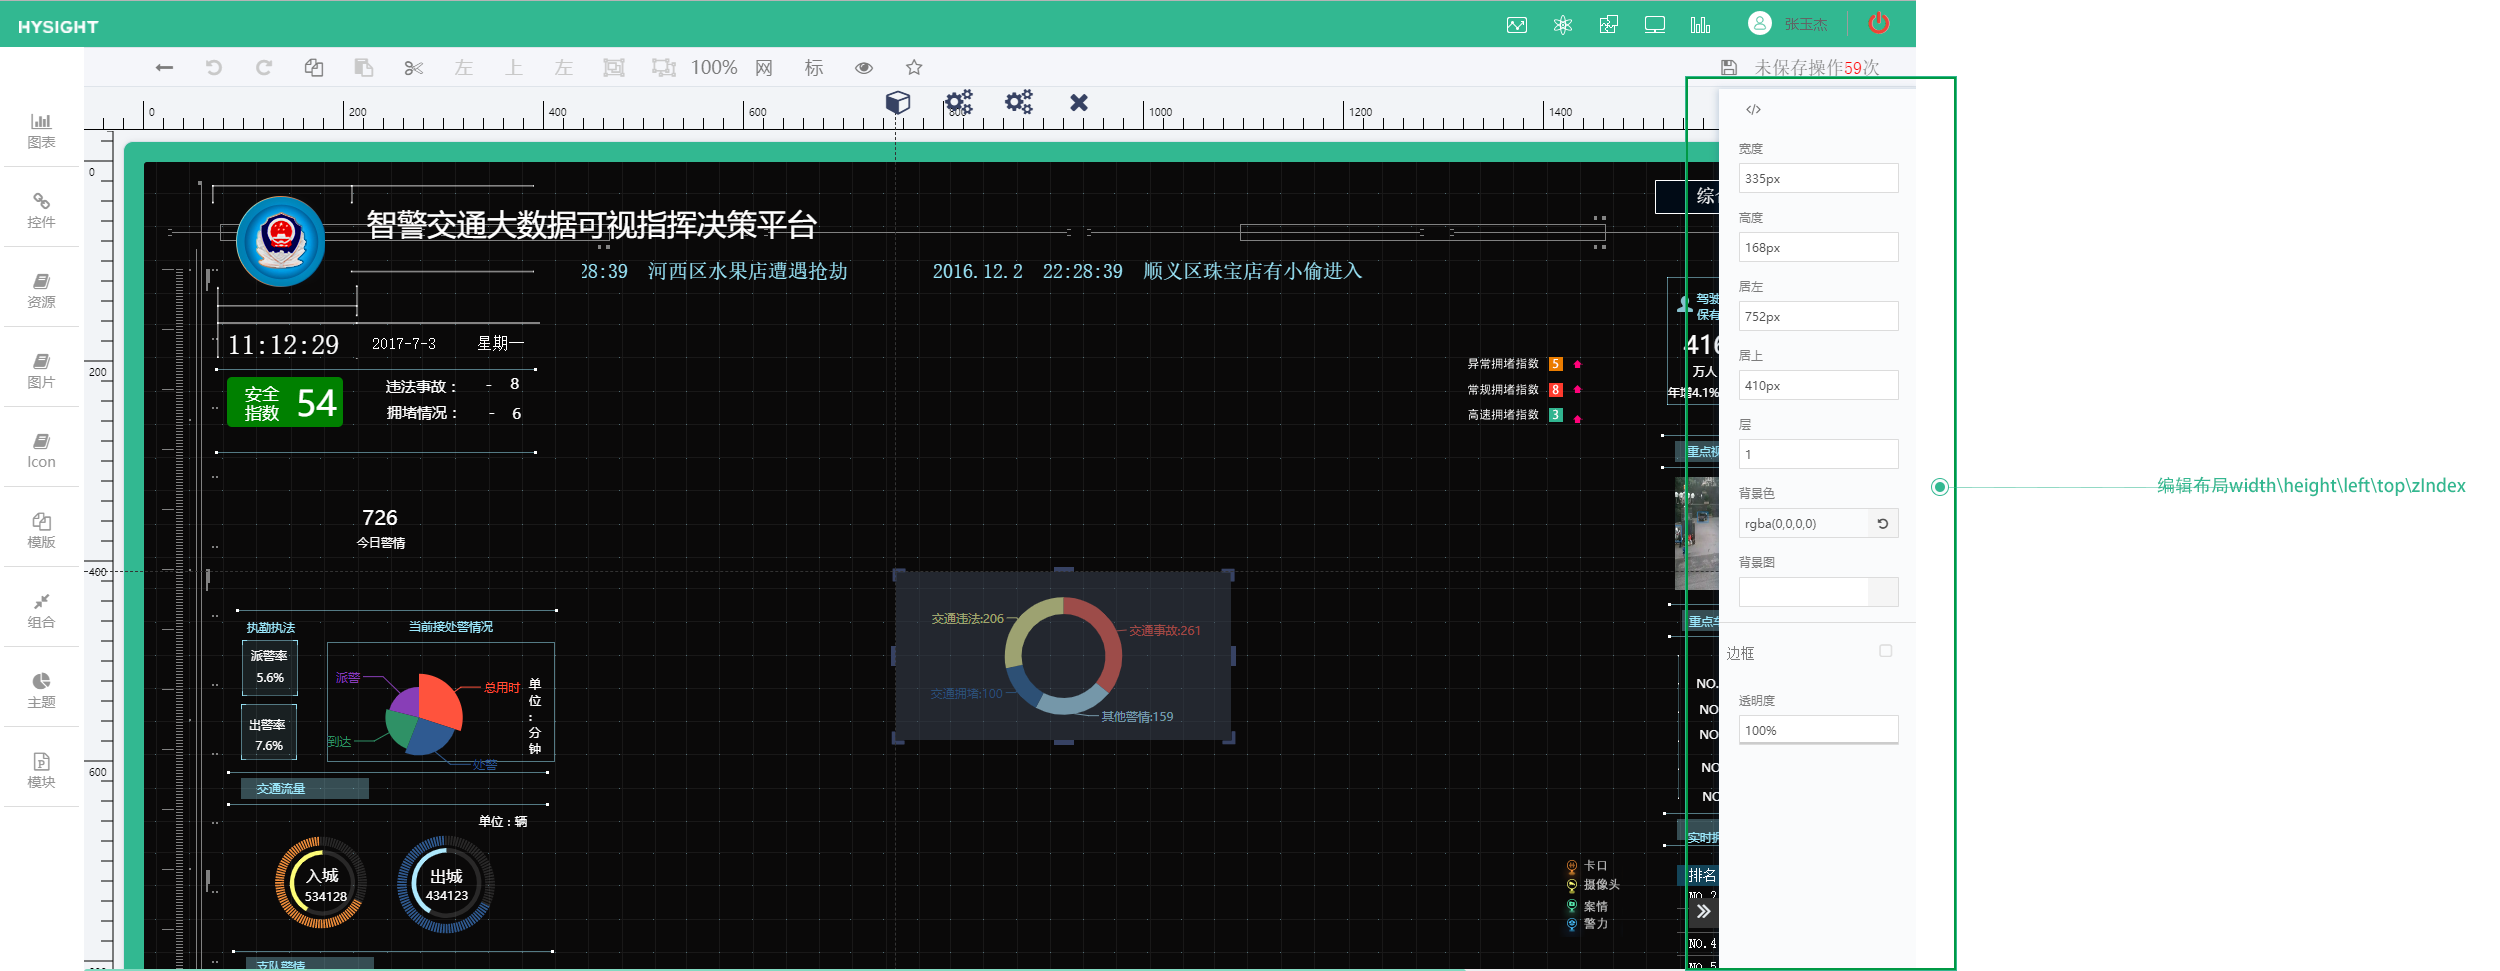 HYSIGHT
张玉杰
左
上
左
100%
网
标
未保存操作59次
0
200
400
600
800
1000
1200
1400
0
200
400
600
图表
控件
资源
图片
Icon
模版
组合
主题
模块
智警交通大数据可视指挥决策平台
综
28:39 河西区水果店遭遇抢劫
2016.12.2 22:28:39 顺义区珠宝店有小偷进入
11:12:29
2017-7-3
星期一
安全
指数
54
违法事故：
- 8
拥堵情况：
- 6
异常拥堵指数 5
常规拥堵指数 8
高速拥堵指数 3
驾驶
保存
416
万人
年增4.1%
重点视
726
今日警情
执勤执法
派警率
5.6%
出警率
7.6%
当前接处警情况
派警
总用时
到达
处警
单
位
:
分
钟
交通违法:206
交通事故:261
交通拥堵:100
其他警情:159
重点车
NO.
NO
NO
NO
NO
交通流量
单位：辆
入城
534128
出城
434123
支队警情
实时拥
排名
NO.2
NO.4
NO.5
卡口
摄像头
案情
警力
</>
宽度
335px
高度
168px
居左
752px
居上
410px
层
1
背景色
rgba(0,0,0,0)
背景图
边框
透明度
100%
编辑布局width\height\left\top\zIndex